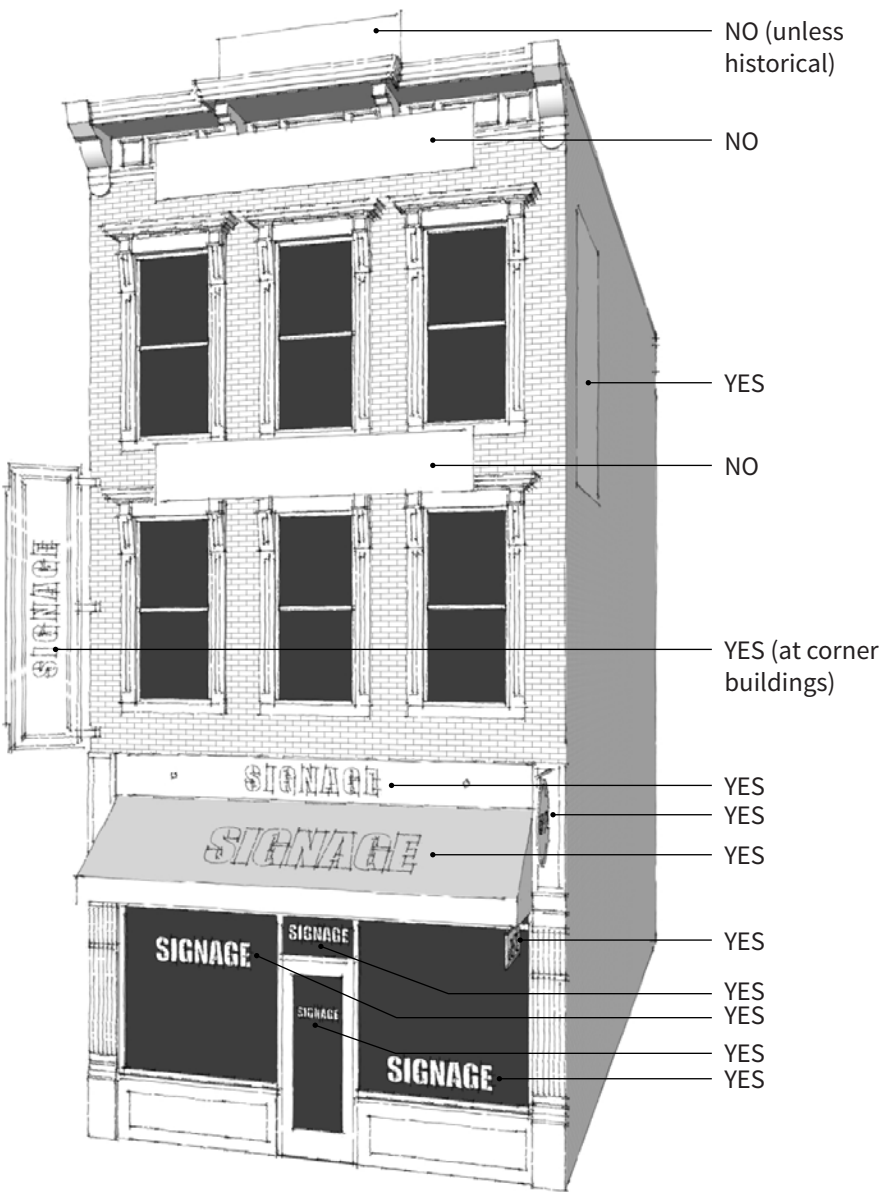 NO (unless
historical)
NO
YES
NO
SIGNAGE
YES (at corner
buildings)
SIGNAGE
YES
YES
SIGNAGE
YES
SIGNAGE
SIGNAGE
YES
YES
YES
SIGNAGE
YES
SIGNAGE
YES